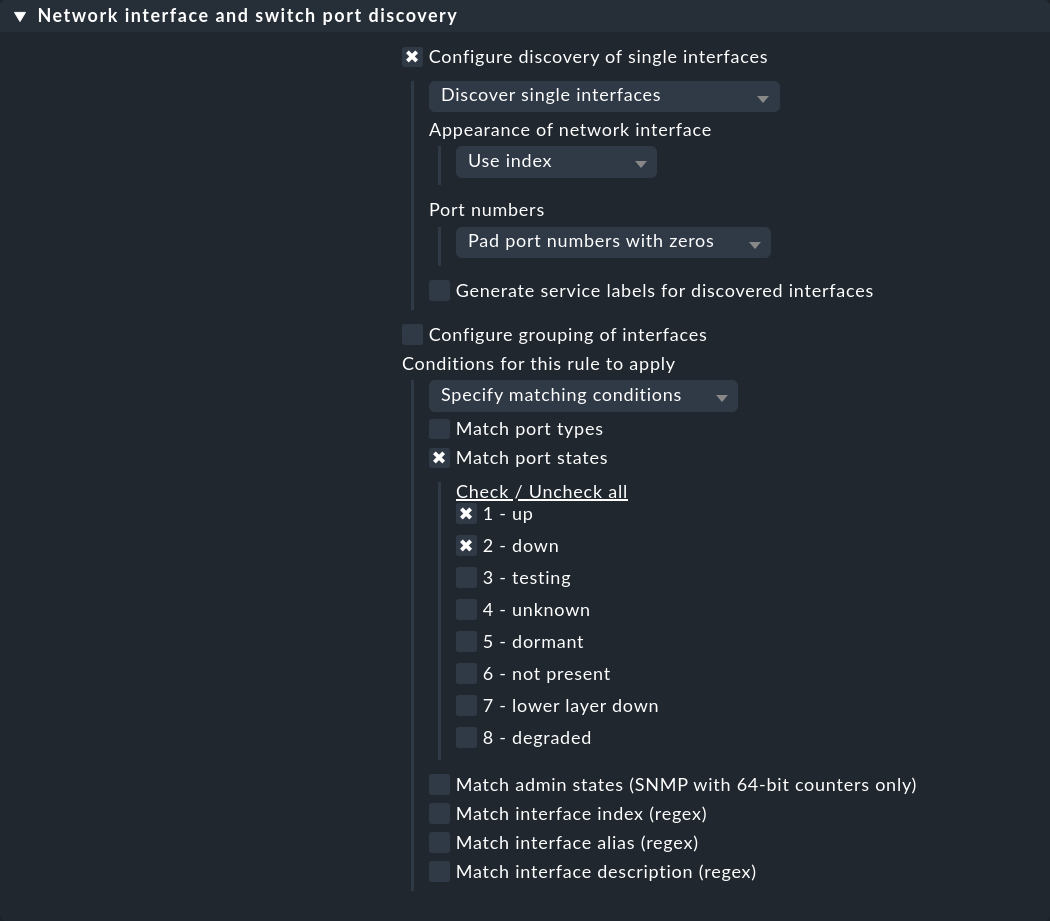 Network interface and switch port discovery
Configure discovery of single interfaces
Discover single interfaces
Appearance of network interface
Use index
Port numbers
Pad port numbers with zeros
Generate service labels for discovered interfaces
Configure grouping of interfaces
Conditions for this rule to apply
Specify matching conditions
Match port types
Match port states
Check / Uncheck all
1 - up
2 - down
3 - testing
4 - unknown
5 - dormant
6 - not present
7 - lower layer down
8 - degraded
Match admin states (SNMP with 64-bit counters only)
Match interface index (regex)
Match interface alias (regex)
Match interface description (regex)